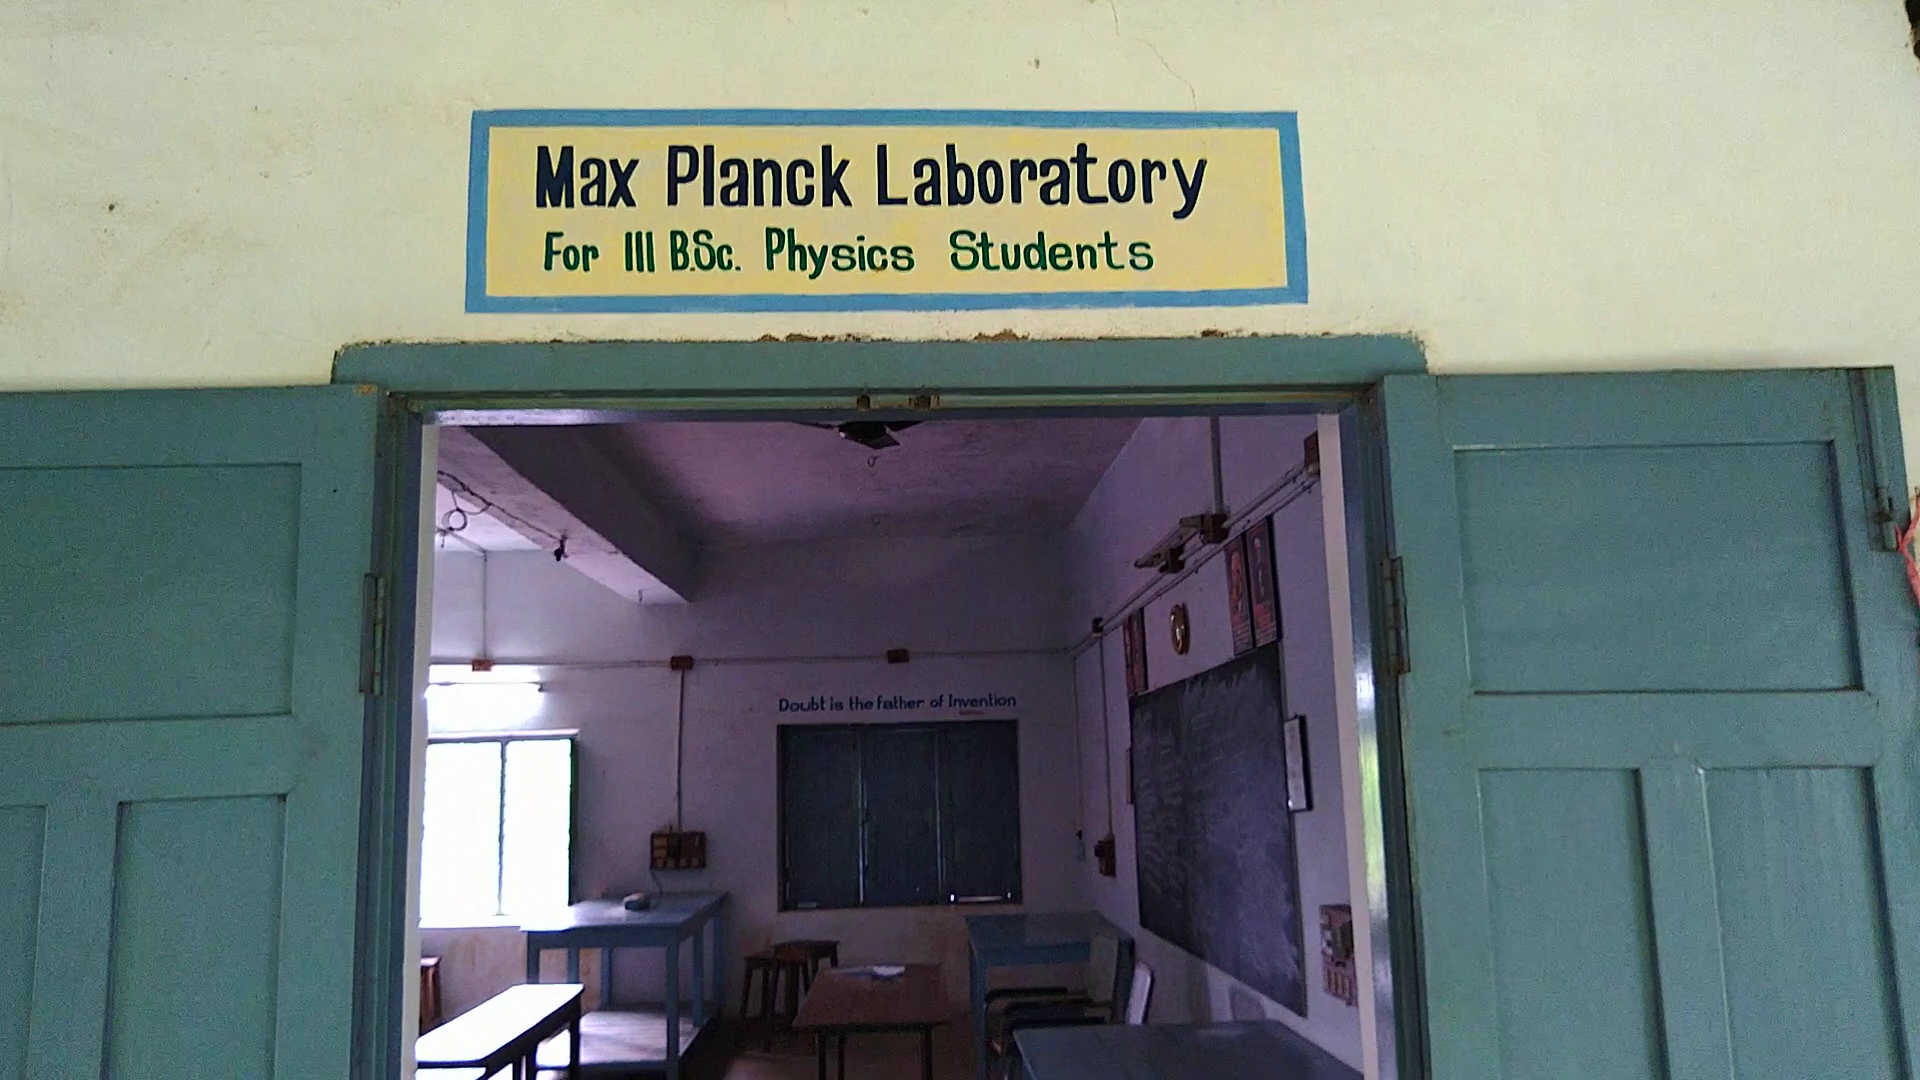 Max Planck Laboratory
For III B.Sc. Physics Students
Doubt is the father of Invention